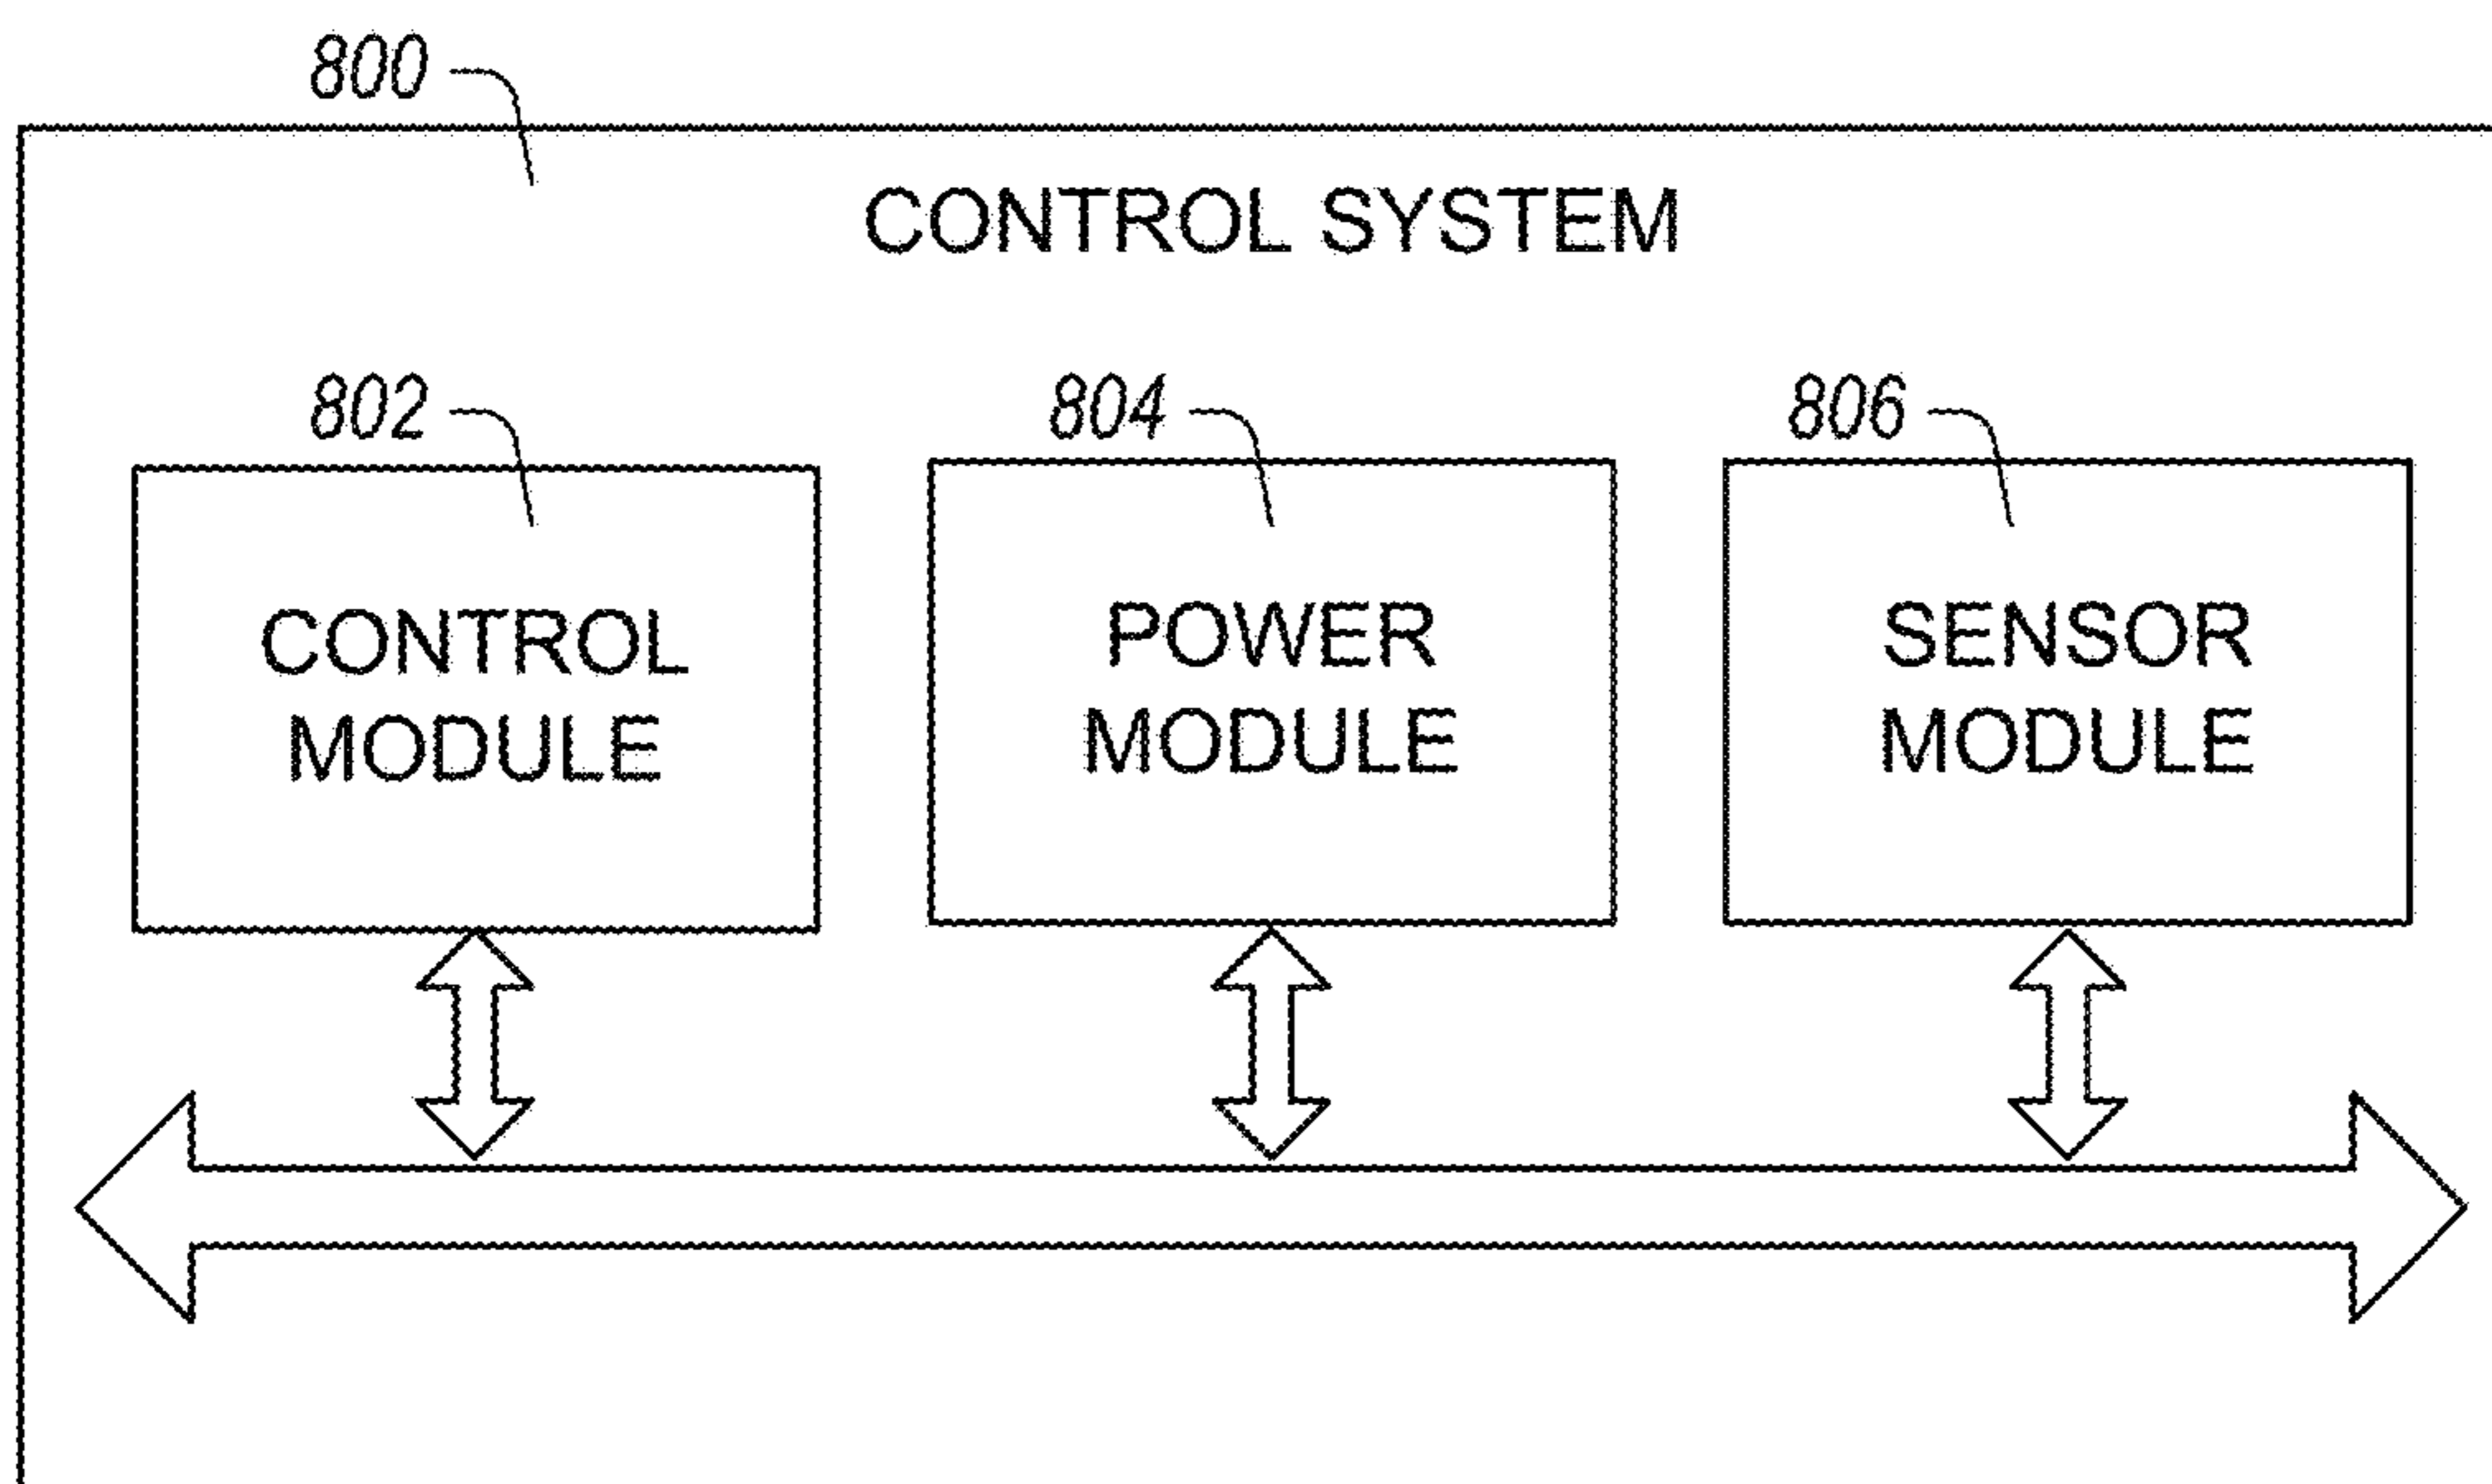 800
CONTROL SYSTEM
802
804
806
CONTROL
MODULE
POWER
MODULE
SENSOR
MODULE